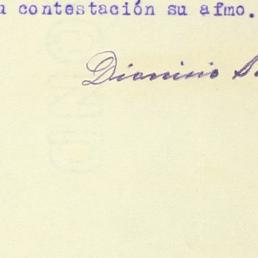 u contestación su afmo.
Dionisio S